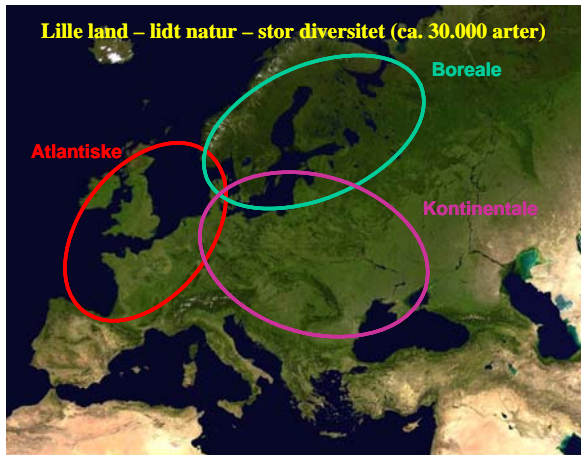 Lille land – lidt natur – stor diversitet (ca. 30.000 arter)
Boreale
Atlantiske
Kontinentale